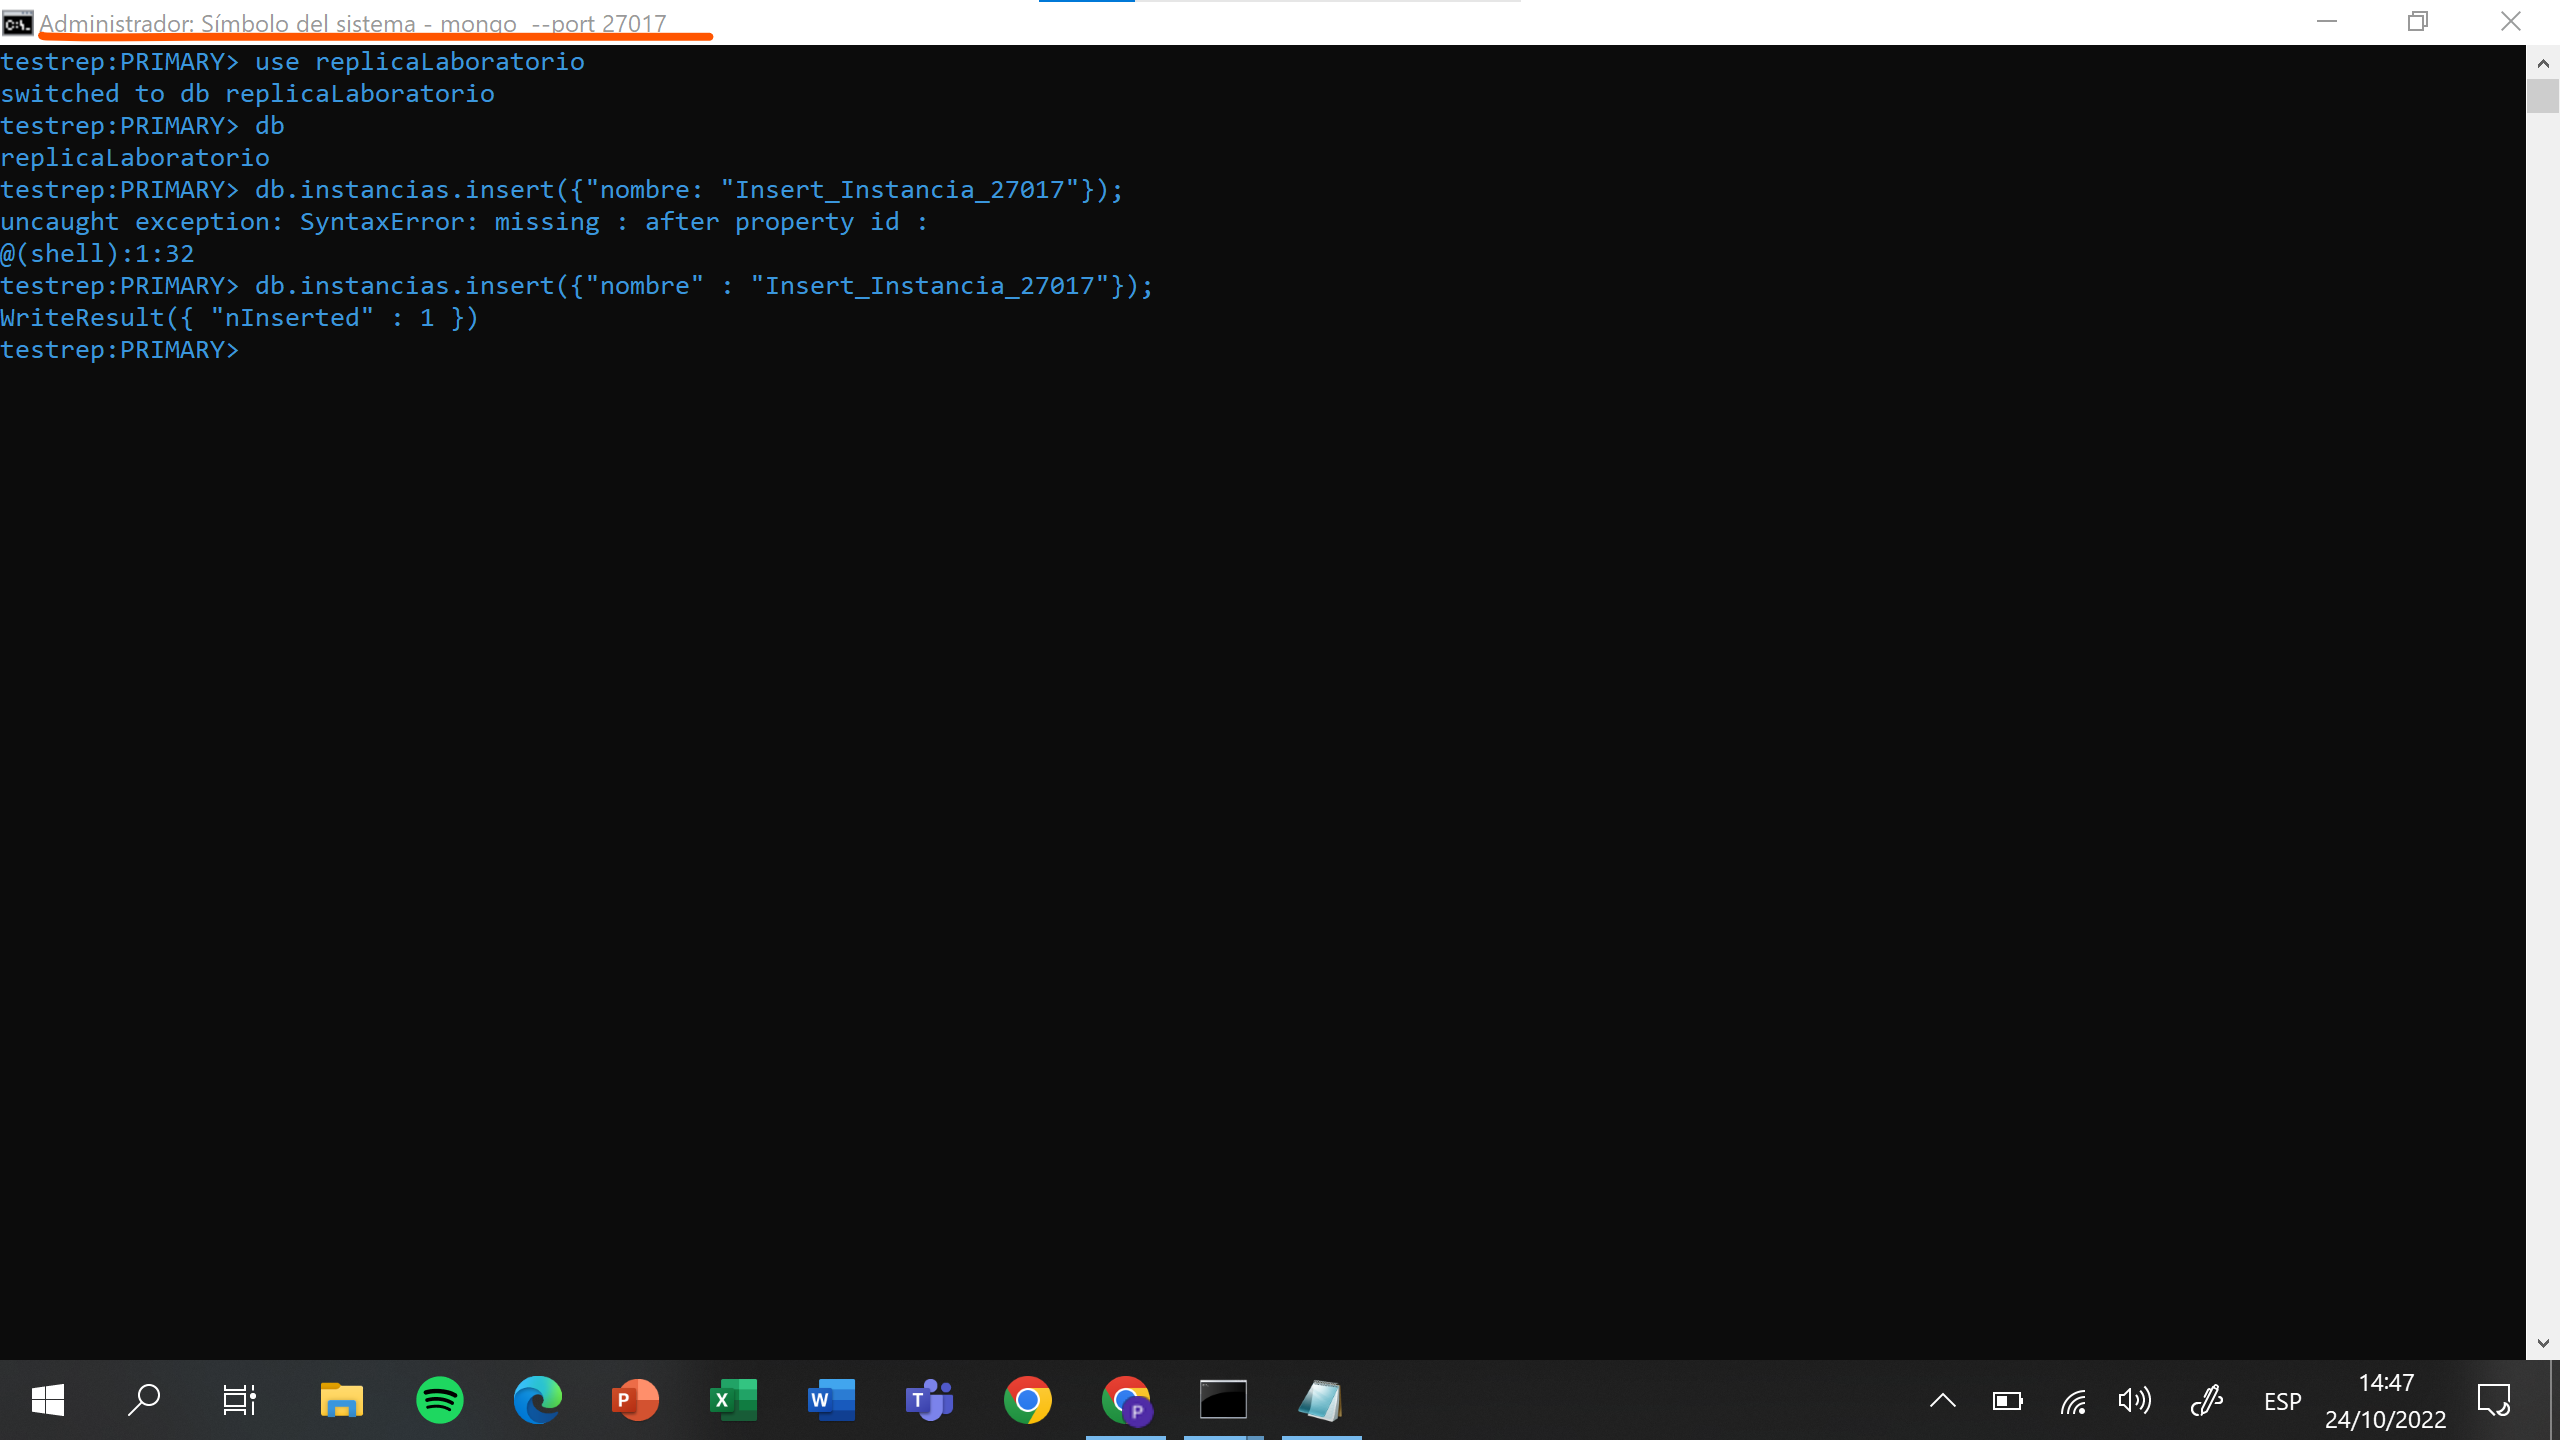 Administrador: Símbolo del sistema - mongo  --port 27017
testrep:PRIMARY> use replicaLaboratorio
switched to db replicaLaboratorio
testrep:PRIMARY> db
replicaLaboratorio
testrep:PRIMARY> db.instancias.insert({"nombre: "Insert_Instancia_27017"});
uncaught exception: SyntaxError: missing : after property id :
@(shell):1:32
testrep:PRIMARY> db.instancias.insert({"nombre" : "Insert_Instancia_27017"});
WriteResult({ "nInserted" : 1 })
testrep:PRIMARY>
ESP
14:47
24/10/2022